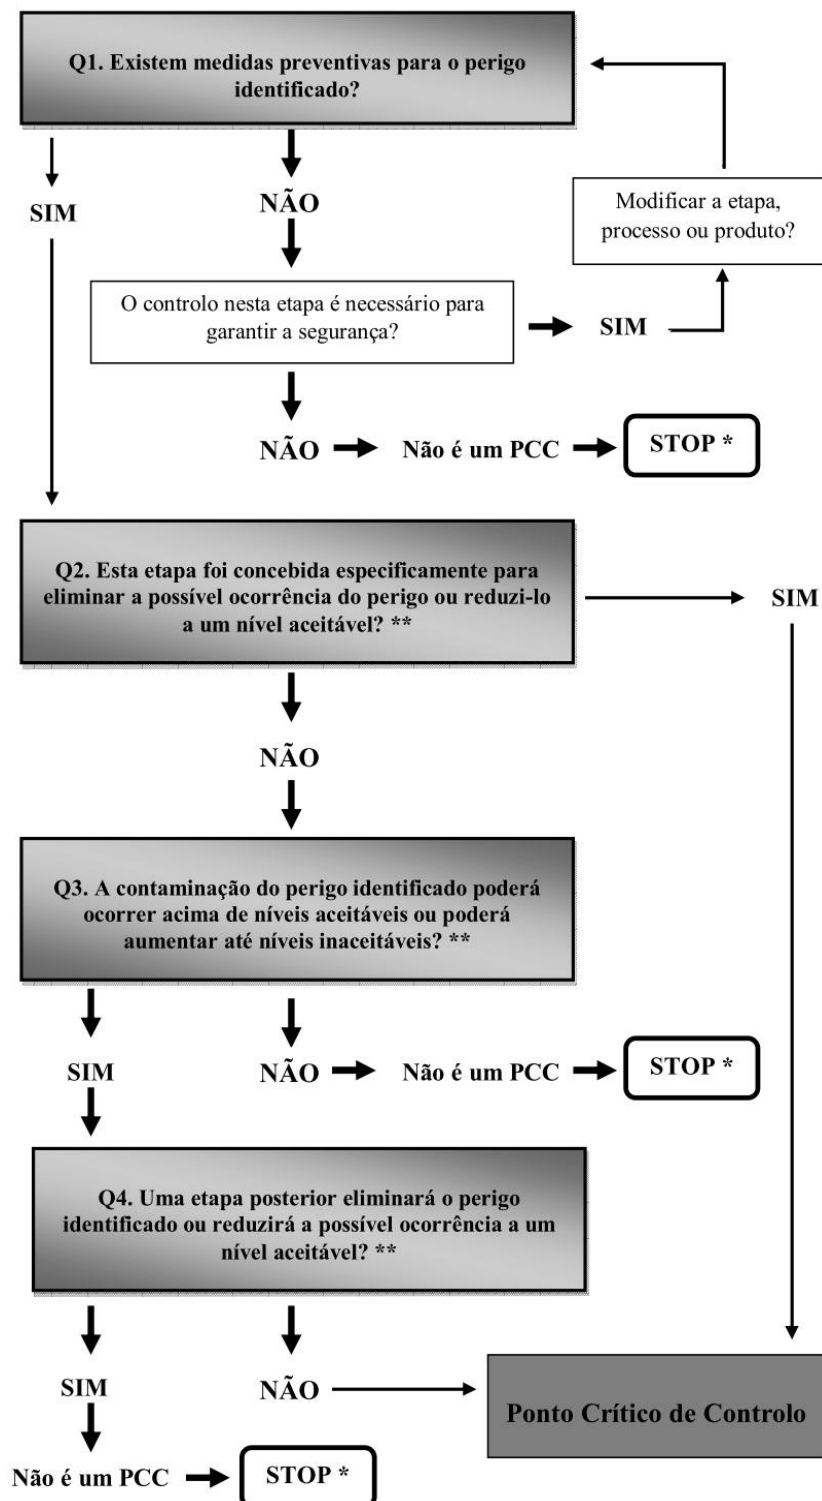 Q1. Existem medidas preventivas para o perigo
identificado?
SIM
NÃO
Modificar a etapa,
processo ou produto?
O controlo nesta etapa é necessário para
garantir a segurança?
SIM
NÃO
Não é um PCC
STOP *
Q2. Esta etapa foi concebida especificamente para
eliminar a possível ocorrência do perigo ou reduzi-lo
a um nível aceitável? **
SIM
NÃO
Q3. A contaminação do perigo identificado poderá
ocorrer acima de níveis aceitáveis ou poderá
aumentar até níveis inaceitáveis? **
SIM
NÃO
Não é um PCC
STOP *
Q4. Uma etapa posterior eliminará o perigo
identificado ou reduzirá a possível ocorrência a um
nível aceitável? **
SIM
NÃO
Ponto Crítico de Controlo
Não é um PCC
STOP *